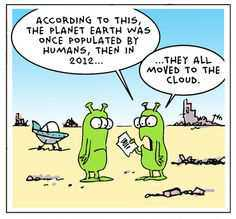 ACCORDING TO THIS,
THE PLANET EARTH WAS
ONCE POPULATED BY
HUMANS, THEN IN
2012...
...THEY ALL
MOVED TO THE
CLOUD.